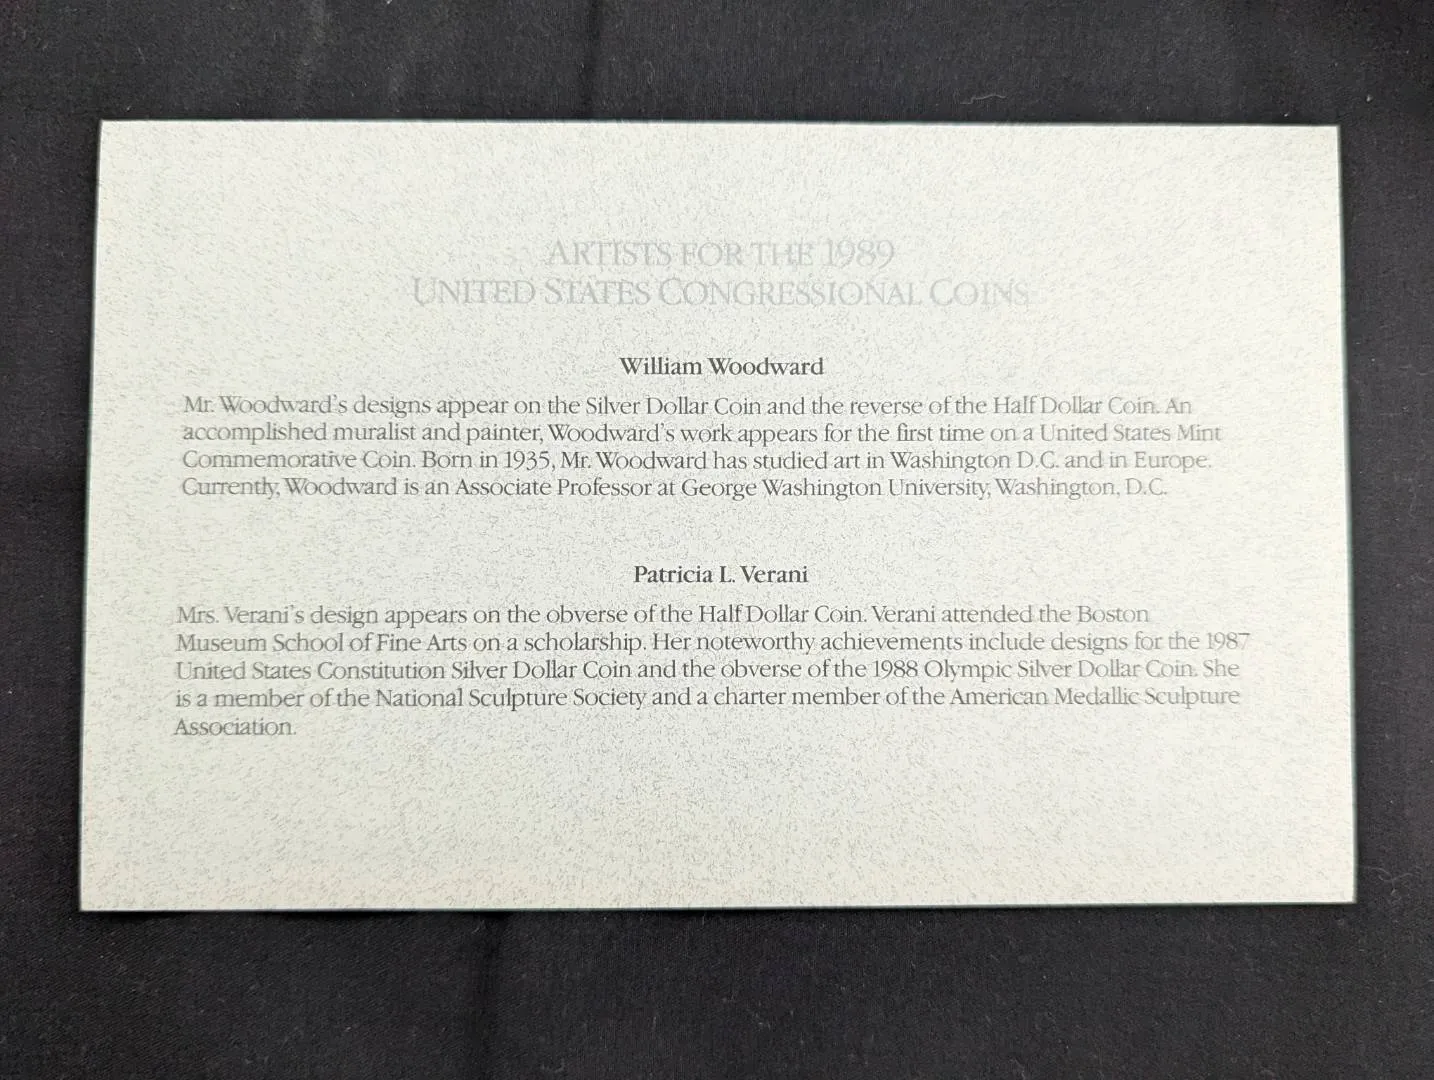 ARTISTS FOR THE 1989
UNITED STATES CONGRESSIONAL COINS
William Woodward
Mr. Woodward's designs appear on the Silver Dollar Coin and the reverse of the Half Dollar Coin. An
accomplished muralist and painter, Woodward's work appears for the first time on a United States Mint
Commemorative Coin. Born in 1935, Mr. Woodward has studied art in Washington D.C. and in Europe.
Currently, Woodward is an Associate Professor at George Washington University, Washington, D.C.
Patricia L. Verani
Mrs. Verani's design appears on the obverse of the Half Dollar Coin. Verani attended the Boston
Museum School of Fine Arts on a scholarship. Her noteworthy achievements include designs for the 1987
United States Constitution Silver Dollar Coin and the obverse of the 1988 Olympic Silver Dollar Coin. She
is a member of the National Sculpture Society and a charter member of the American Medallic Sculpture
Association.